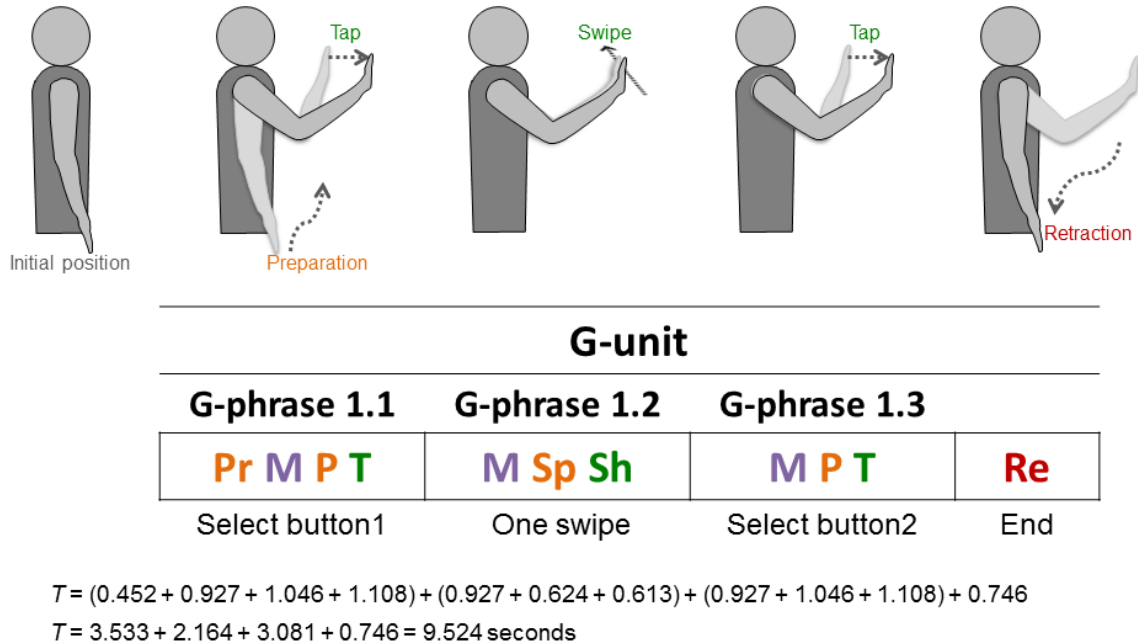 Tap
Swipe
Tap
Initial position
Preparation
Retraction
G-unit
G-phrase 1.1 G-phrase 1.2 G-phrase 1.3
Pr M P T M Sp Sh M P T Re
Select button1 One swipe Select button2 End
T = (0.452 + 0.927 + 1.046 + 1.108) + (0.927 + 0.624 + 0.613) + (0.927 + 1.046 + 1.108) + 0.746
T = 3.533 + 2.164 + 3.081 + 0.746 = 9.524 seconds